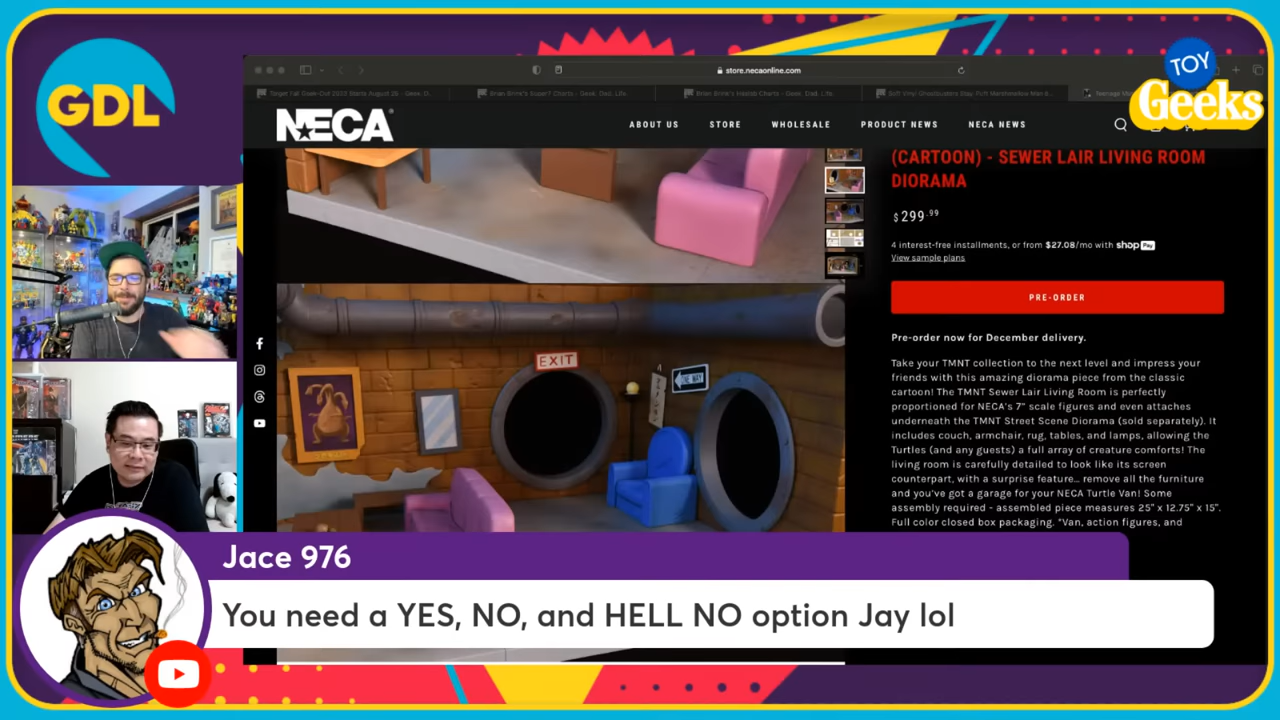 GDL
TOY
Geeks
store.necaonline.com
NECA
ABOUT US
STORE
WHOLESALE
PRODUCT NEWS
NECA NEWS
(CARTOON) - SEWER LAIR LIVING ROOM
DIORAMA
$299.99
4 interest-free installments, or from $27.08/mo with shop Pay
View sample plans
PRE-ORDER
Pre-order now for December delivery.
Take your TMNT collection to the next level and impress your
friends with this amazing diorama piece from the classic
cartoon! The TMNT Sewer Lair Living Room is perfectly
proportioned for NECA's 7" scale figures and even attaches
underneath the TMNT Street Scene Diorama (sold separately). It
includes couch, armchair, rug, tables, and lamps, allowing the
Turtles (and any guests) a full array of creature comforts! The
living room is carefully detailed to look like its screen
counterpart, with a surprise feature... remove all the furniture
and you've got a garage for your NECA Turtle Van! Some
assembly required - assembled piece measures 25" x 12.75" x 15".
Full color closed box packaging. *Van, action figures, and
EXIT
ONE WAY
Jace 976
You need a YES, NO, and HELL NO option Jay lol